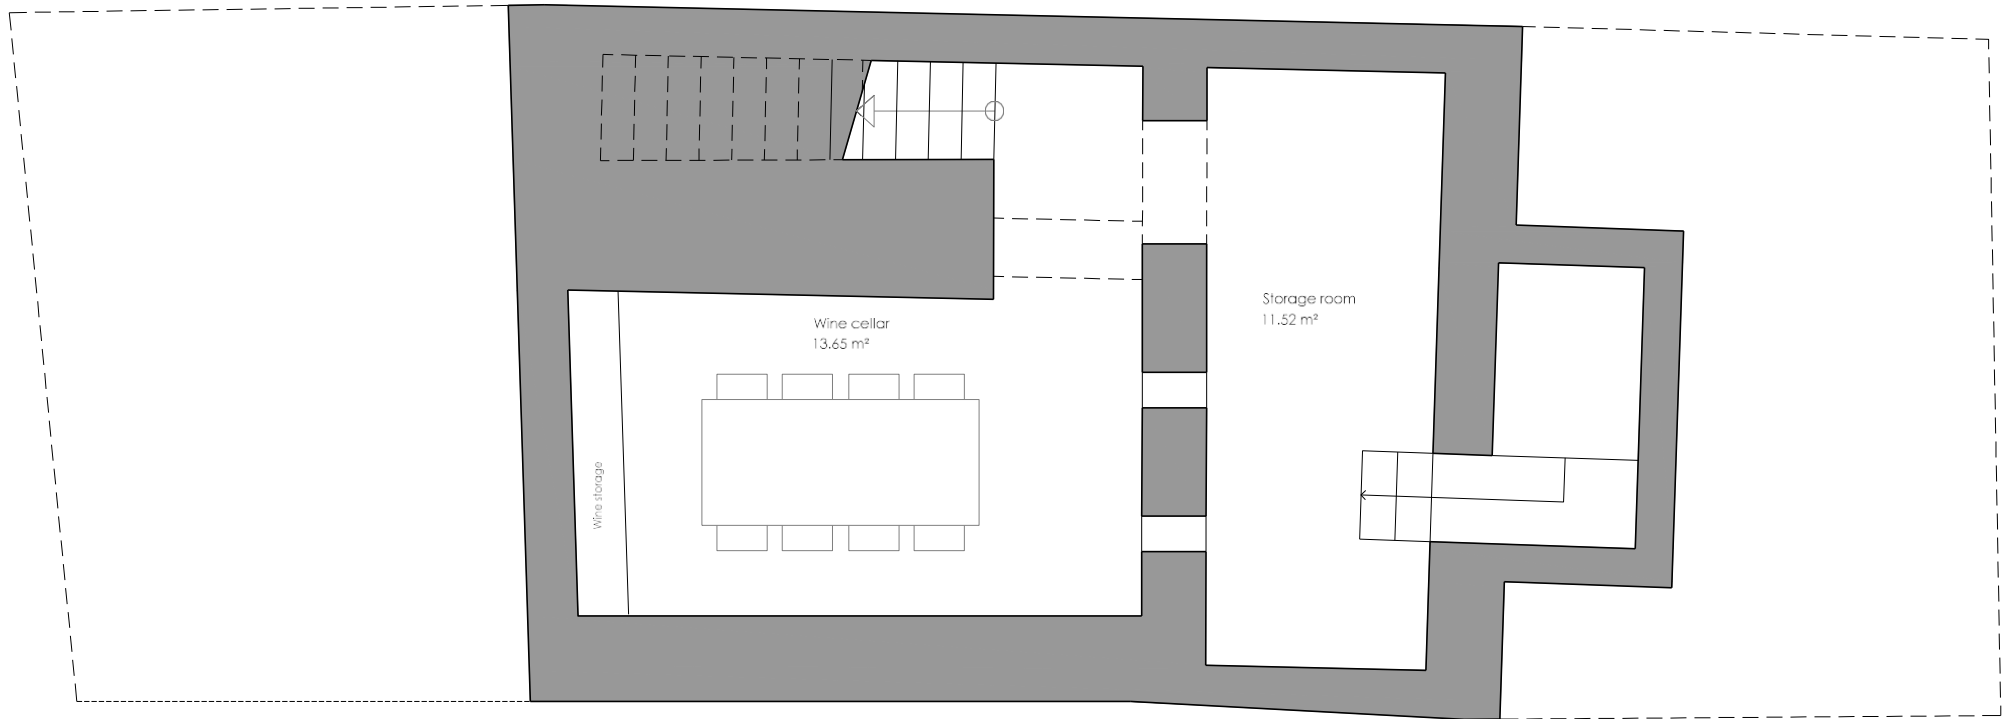 Storage room
11.52 m²
Wine cellar
13.65 m²
Wine storage